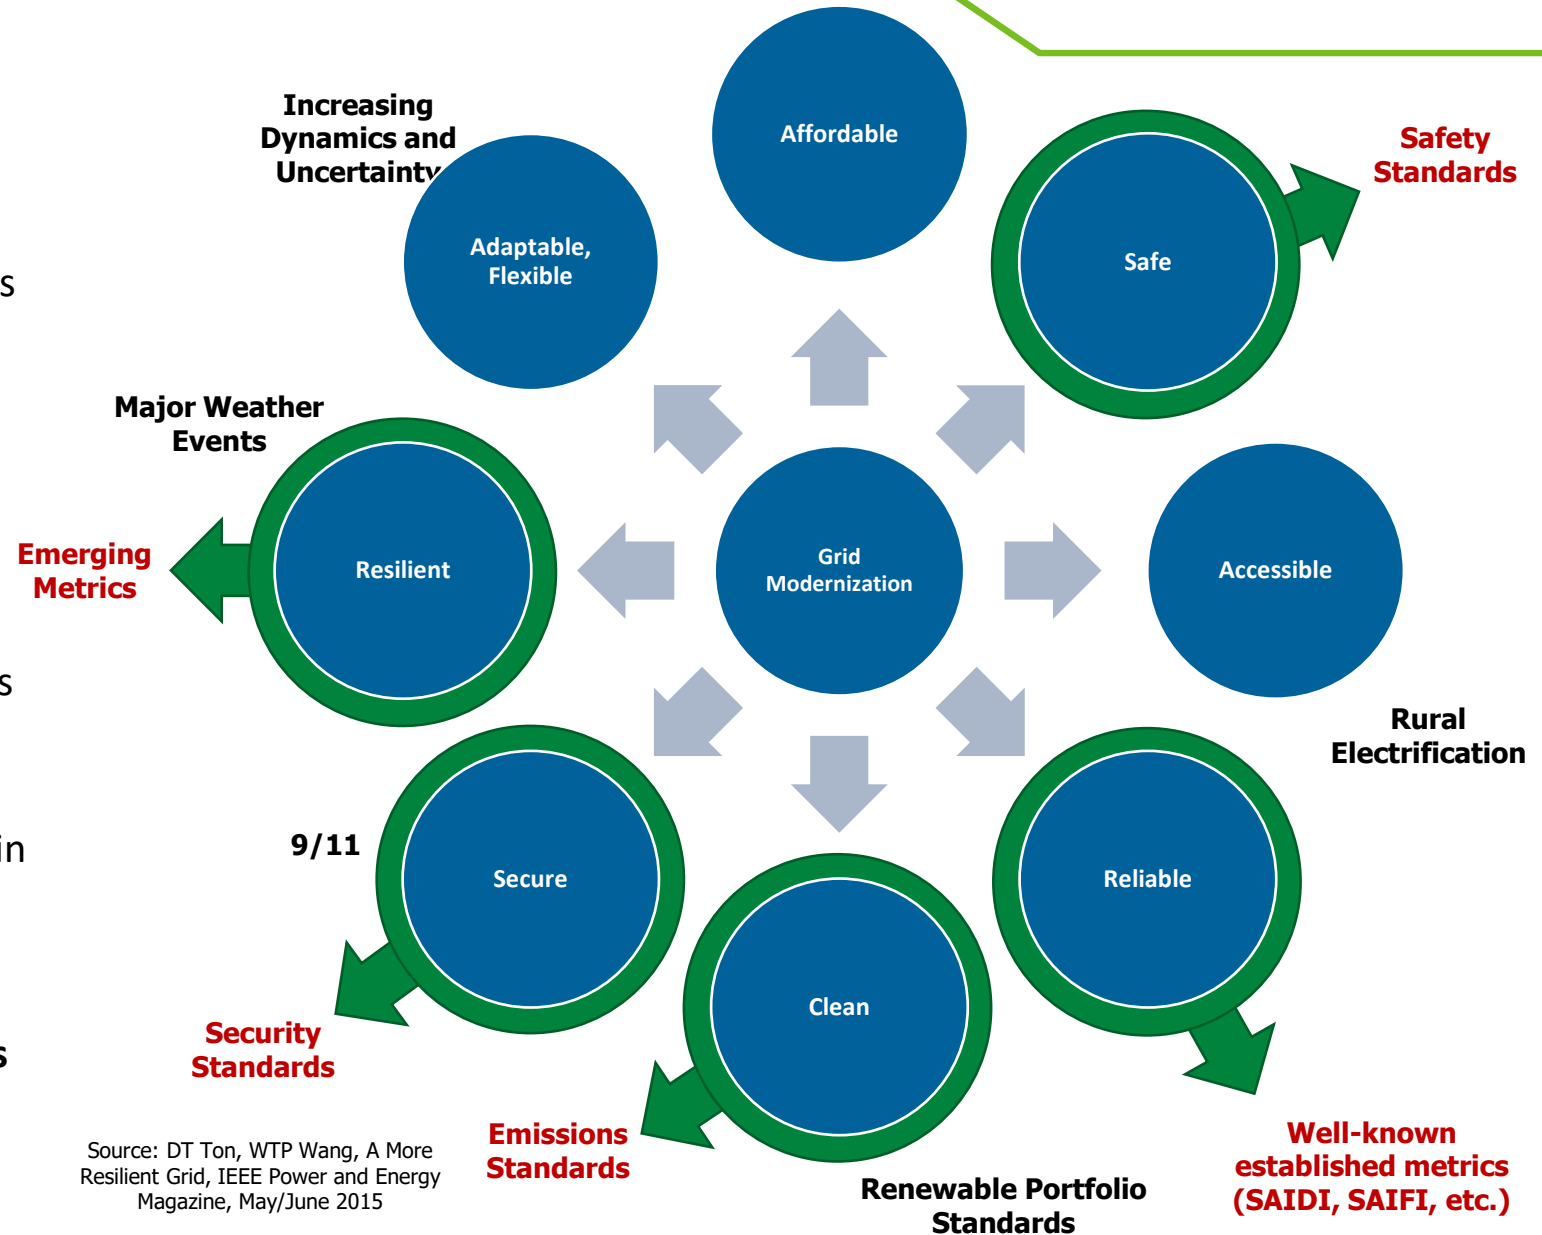 Increasing
Dynamics and
Uncertainty
Affordable
Safety
Standards
Adaptable,
Flexible
Safe
s
Major Weather
Events
Emerging
Metrics
Resilient
Grid
Modernization
Accessible
s
Rural
Electrification
in
9/11
Secure
Reliable
Clean
Security
Standards
s
Emissions
Standards
Well-known
established metrics
(SAIDI, SAIFI, etc.)
Renewable Portfolio
Standards
Source: DT Ton, WTP Wang, A More
Resilient Grid, IEEE Power and Energy
Magazine, May/June 2015